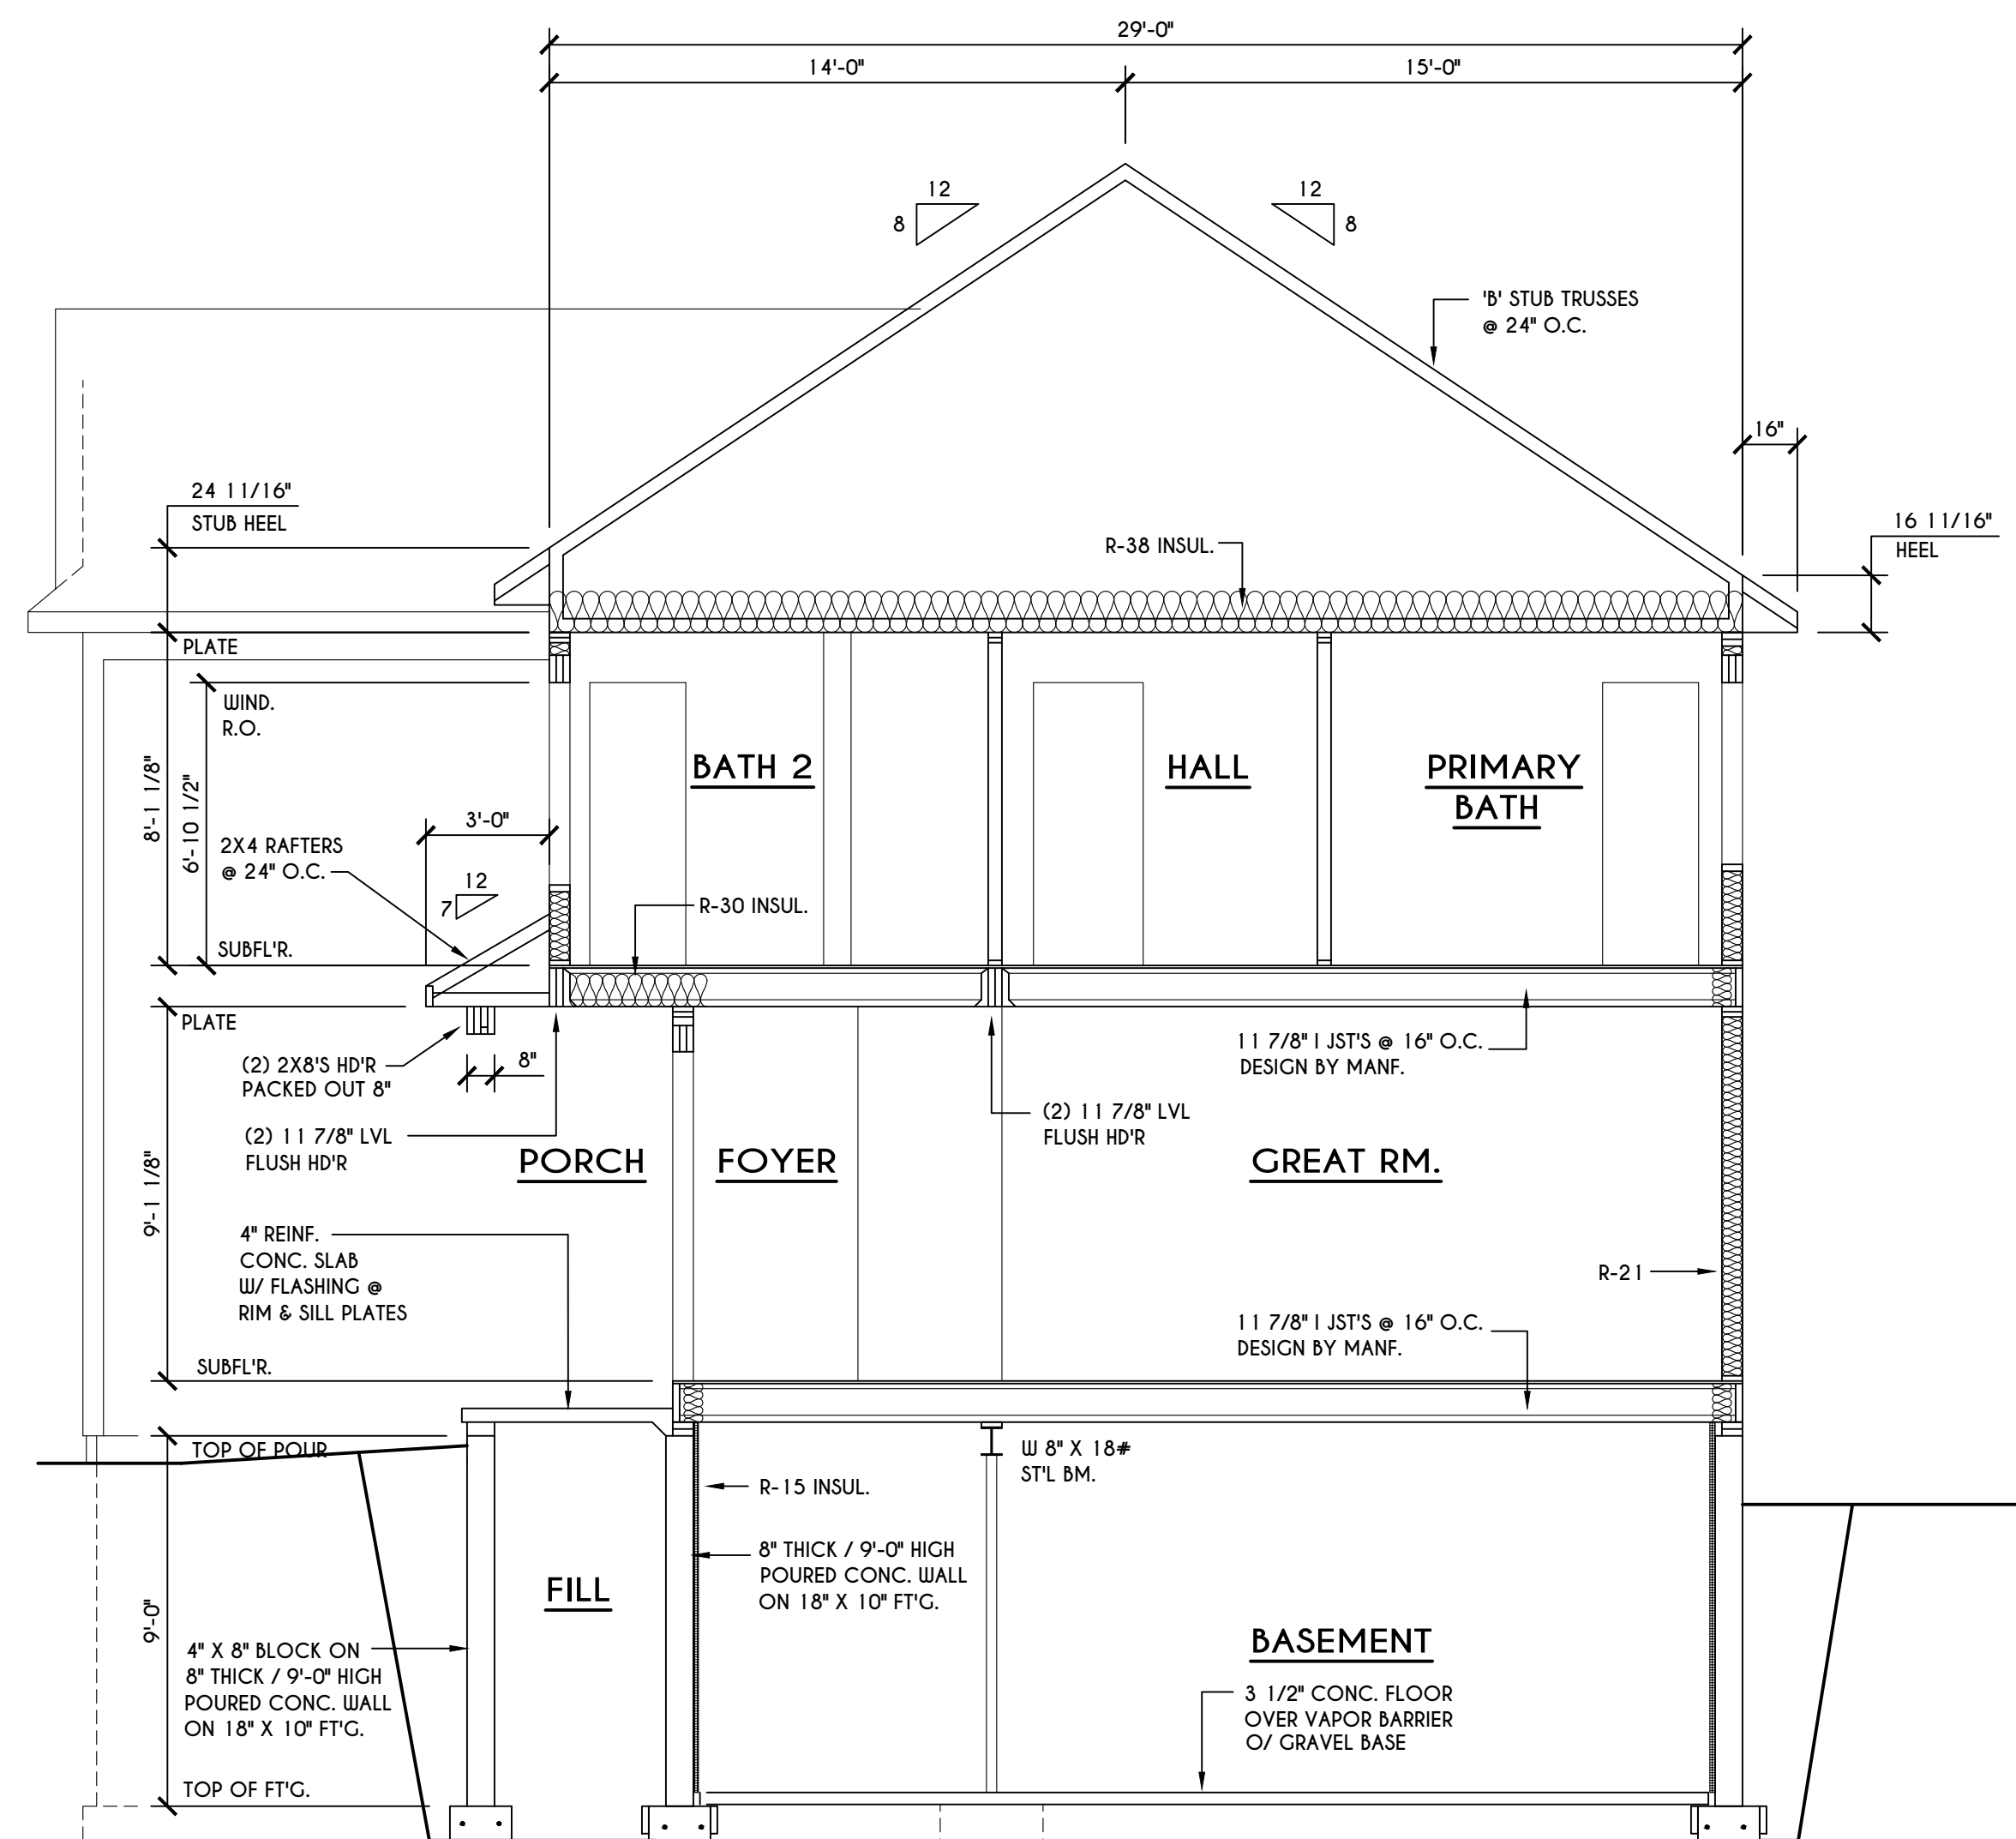 29'-0"
14'-0"
15'-0"
12
8
12
8
'B' STUB TRUSSES
@ 24" O.C.
16"
24 11/16"
STUB HEEL
16 11/16"
HEEL
R-38 INSUL.
PLATE
WIND.
R.O.
8'-1 1/8"
6'-10 1/2"
BATH 2
HALL
PRIMARY
BATH
3'-0"
2X4 RAFTERS
@ 24" O.C.
12
7
R-30 INSUL.
SUBFL'R.
PLATE
(2) 2X8'S HD'R
PACKED OUT 8"
8"
11 7/8" I JST'S @ 16" O.C.
DESIGN BY MANF.
(2) 11 7/8" LVL
FLUSH HD'R
(2) 11 7/8" LVL
FLUSH HD'R
PORCH
FOYER
GREAT RM.
9'-1 1/8"
4" REINF.
CONC. SLAB
W/ FLASHING @
RIM & SILL PLATES
R-21
11 7/8" I JST'S @ 16" O.C.
DESIGN BY MANF.
SUBFL'R.
TOP OF POUR
W 8" X 18#
ST'L BM.
R-15 INSUL.
8" THICK / 9'-0" HIGH
POURED CONC. WALL
ON 18" X 10" FT'G.
FILL
9'-0"
4" X 8" BLOCK ON
8" THICK / 9'-0" HIGH
POURED CONC. WALL
ON 18" X 10" FT'G.
BASEMENT
3 1/2" CONC. FLOOR
OVER VAPOR BARRIER
O/ GRAVEL BASE
TOP OF FT'G.